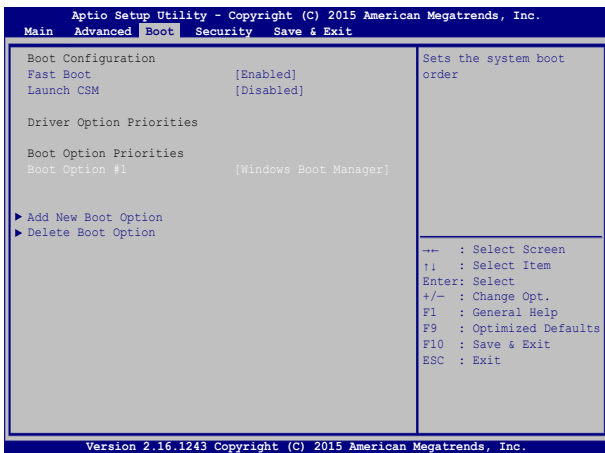 Aptio Setup Utility - Copyright (C) 2015 American Megatrends, Inc.
Main Advanced Boot Security Save & Exit
Boot Configuration
Fast Boot [Enabled]
Launch CSM [Disabled]
Driver Option Priorities
Boot Option Priorities
Boot Option #1 [Windows Boot Manager]
▶ Add New Boot Option
▶ Delete Boot Option
Sets the system boot
order
→← : Select Screen
↑↓ : Select Item
Enter: Select
+/— : Change Opt.
F1 : General Help
F9 : Optimized Defaults
F10 : Save & Exit
ESC : Exit
Version 2.16.1243 Copyright (C) 2015 American Megatrends, Inc.